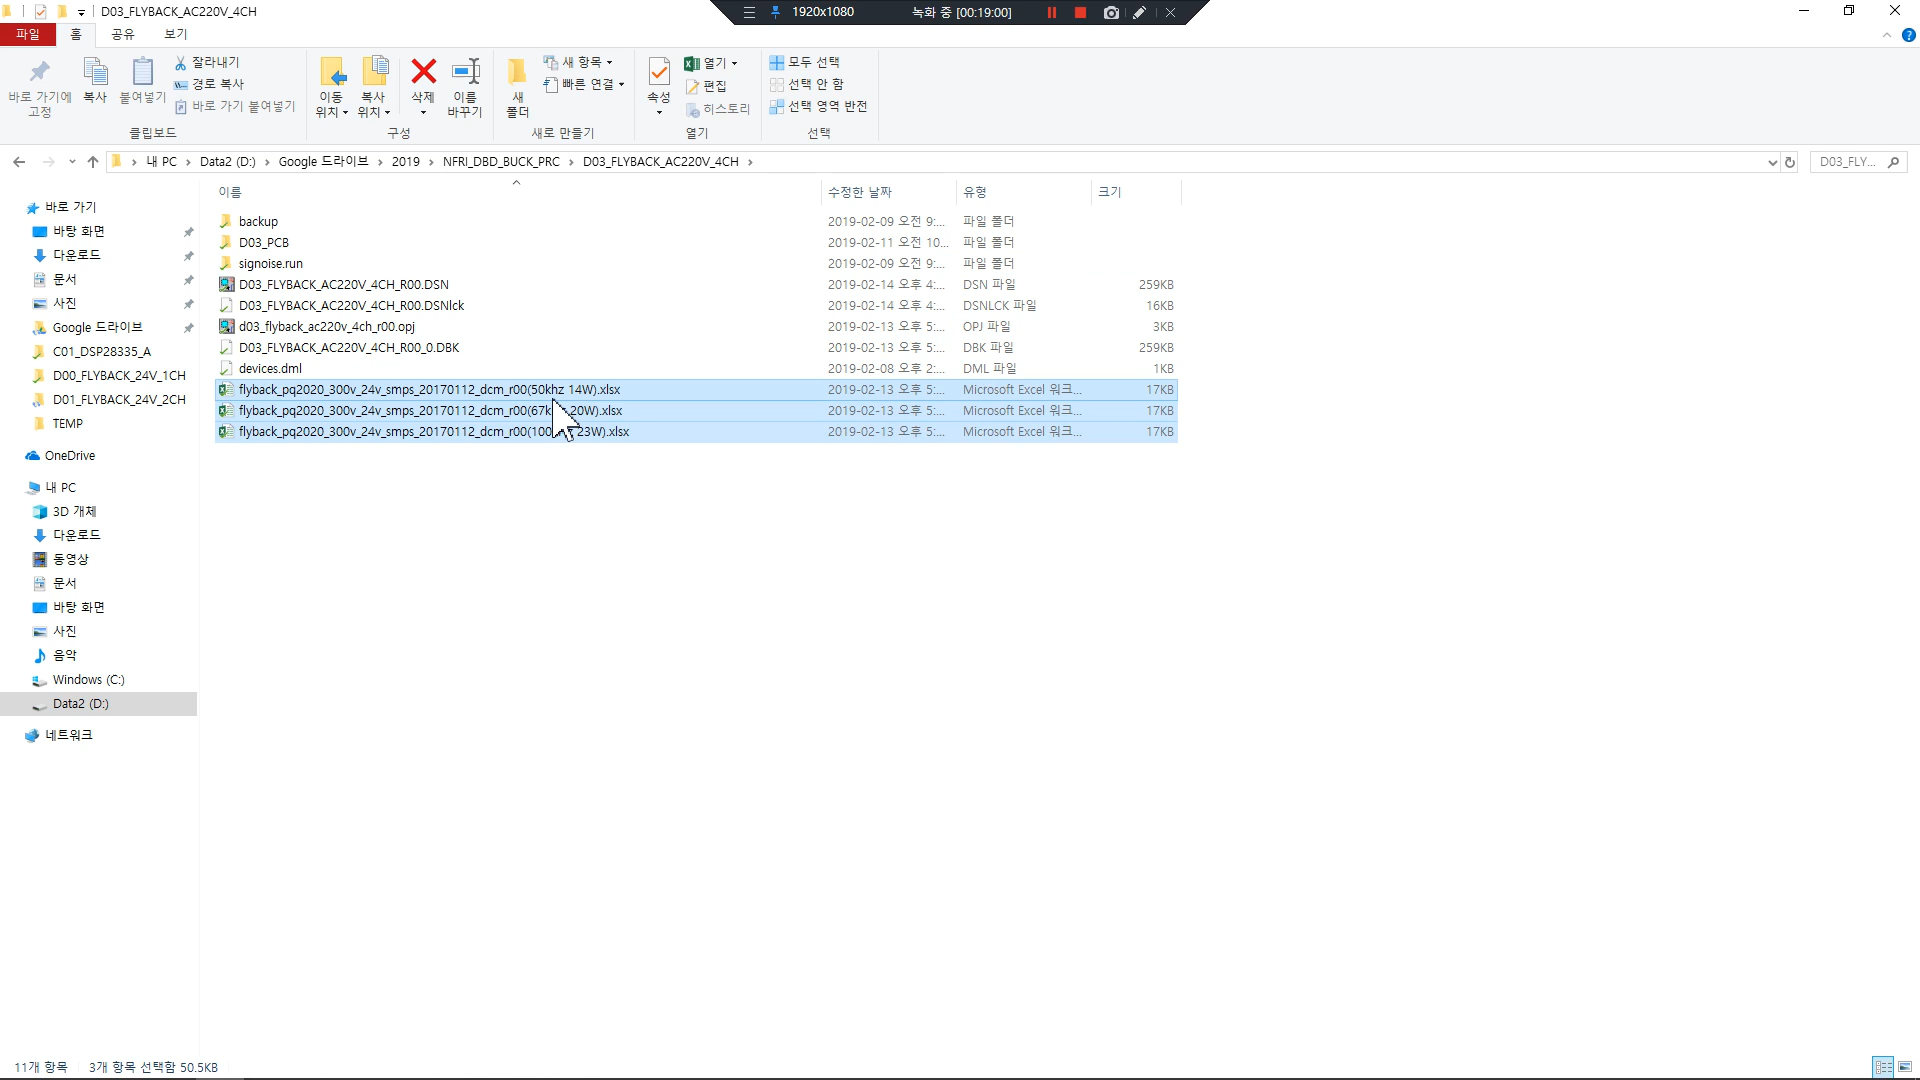 D03_FLYBACK_AC220V_4CH
1920x1080 녹화 중 [00:19:00]
파일 홈 공유 보기
바로 가기에 고정
복사
붙여넣기
잘라내기
경로 복사
바로 가기 붙여넣기
클립보드
이동 위치
복사 위치
삭제
이름 바꾸기
구성
새 폴더
새 항목
빠른 연결
새로 만들기
속성
열기
편집
히스토리
열기
모두 선택
선택 안 함
선택 영역 반전
선택
내 PC > Data2 (D:) > Google 드라이브 > 2019 > NFRI_DBD_BUCK_PRC > D03_FLYBACK_AC220V_4CH >
D03_FLY...
바로 가기
바탕 화면
다운로드
문서
사진
Google 드라이브
C01_DSP28335_A
D00_FLYBACK_24V_1CH
D01_FLYBACK_24V_2CH
TEMP
OneDrive
내 PC
3D 개체
다운로드
동영상
문서
바탕 화면
사진
음악
Windows (C:)
Data2 (D:)
네트워크
이름 수정한 날짜 유형 크기
backup 2019-02-09 오전 9:... 파일 폴더
D03_PCB 2019-02-11 오전 10... 파일 폴더
signoise.run 2019-02-09 오전 9:... 파일 폴더
D03_FLYBACK_AC220V_4CH_R00.DSN 2019-02-14 오후 4:... DSN 파일 259KB
D03_FLYBACK_AC220V_4CH_R00.DSNlck 2019-02-14 오후 4:... DSNLCK 파일 16KB
d03_flyback_ac220v_4ch_r00.opj 2019-02-13 오후 5:... OPJ 파일 3KB
D03_FLYBACK_AC220V_4CH_R00_0.DBK 2019-02-13 오후 5:... DBK 파일 259KB
devices.dml 2019-02-08 오후 2:... DML 파일 1KB
flyback_pq2020_300v_24v_smps_20170112_dcm_r00(50khz 14W).xlsx 2019-02-13 오후 5:... Microsoft Excel 워크... 17KB
flyback_pq2020_300v_24v_smps_20170112_dcm_r00(67k 20W).xlsx 2019-02-13 오후 5:... Microsoft Excel 워크... 17KB
flyback_pq2020_300v_24v_smps_20170112_dcm_r00(100 23W).xlsx 2019-02-13 오후 5:... Microsoft Excel 워크... 17KB
11개 항목 3개 항목 선택함 50.5KB